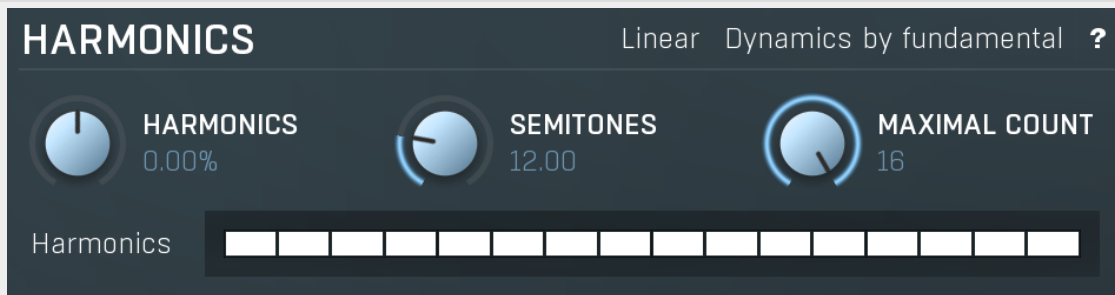 HARMONICS Linear Dynamics by fundamental ?
HARMONICS SEMITONES MAXIMAL COUNT
0.00% 12.00 16
Harmonics